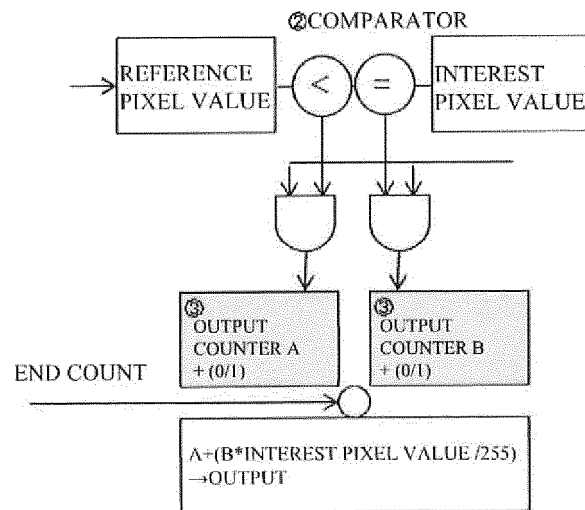 ②COMPARATOR
REFERENCE
PIXEL VALUE
<
=
INTEREST
PIXEL VALUE
③
OUTPUT
COUNTER A
+ (0/1)
③
OUTPUT
COUNTER B
+ (0/1)
END COUNT
A+(B*INTEREST PIXEL VALUE /255)
→OUTPUT